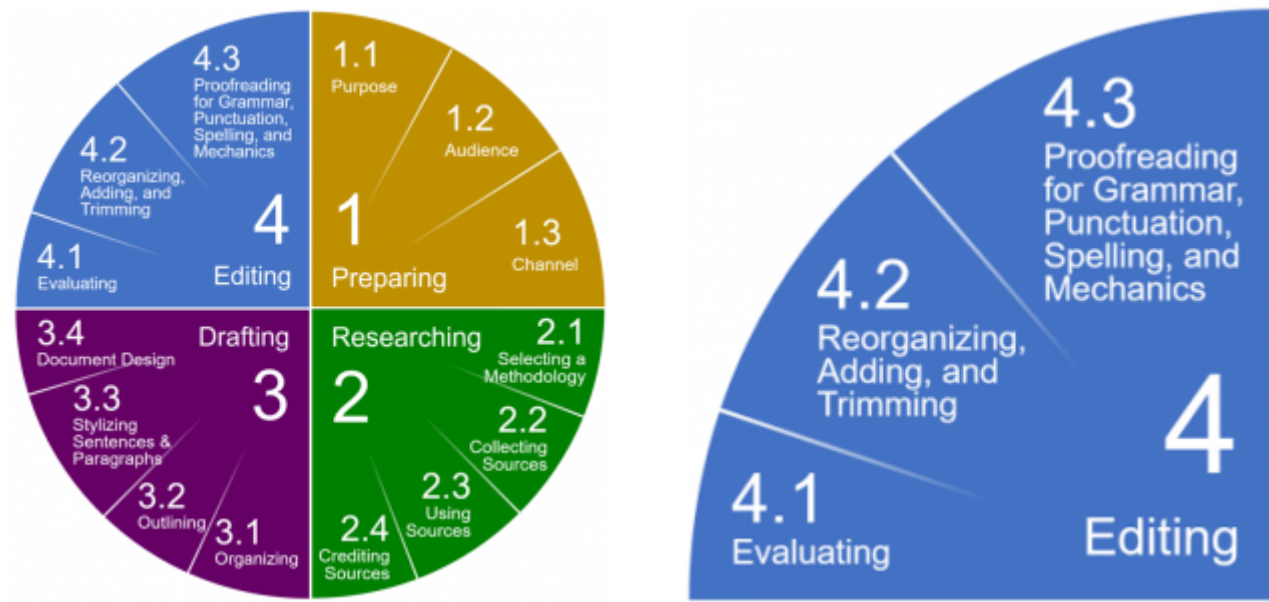 1.1
Purpose
1.2
Audience
1.3
Channel
1
Preparing
Researching
2
2.1
Selecting a
Methodology
2.2
Collecting
Sources
2.3
Using
Sources
2.4
Crediting
Sources
Drafting
3
3.1
Organizing
3.2
Outlining
3.3
Stylizing
Sentences &
Paragraphs
3.4
Document Design
4
Editing
4.1
Evaluating
4.2
Reorganizing,
Adding, and
Trimming
4.3
Proofreading
for Grammar,
Punctuation,
Spelling, and
Mechanics
4.3
Proofreading
for Grammar,
Punctuation,
Spelling, and
Mechanics
4.2
Reorganizing,
Adding, and
Trimming
4.1
Evaluating
4
Editing